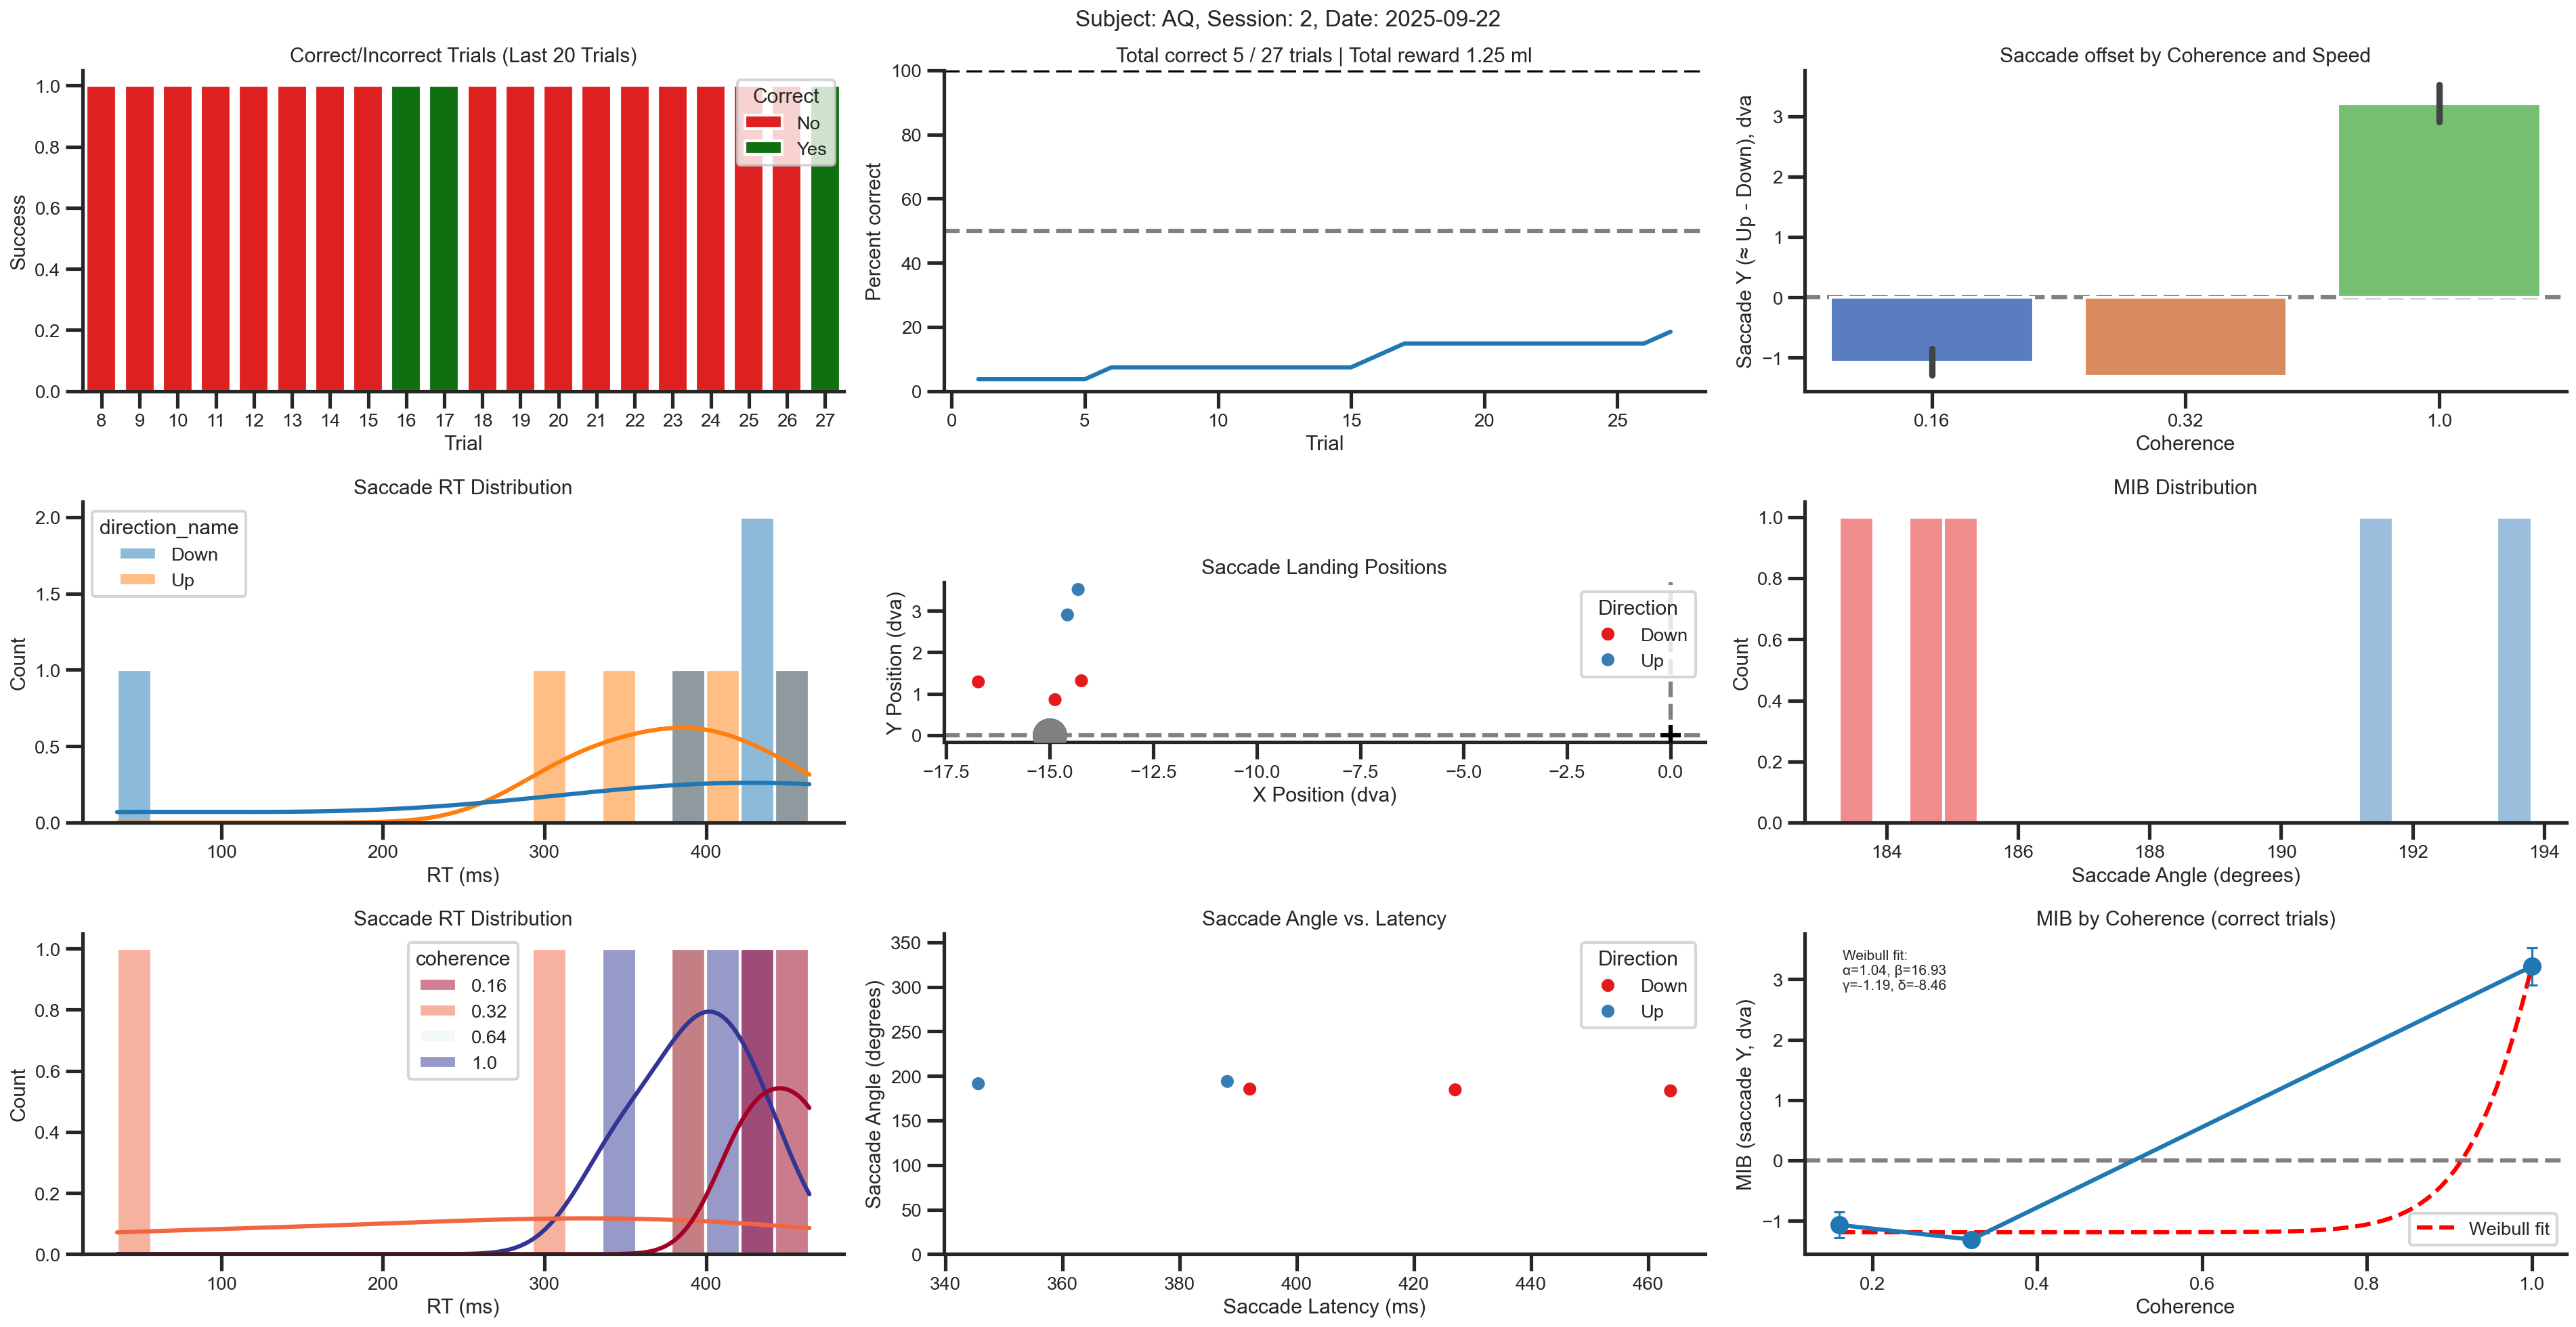 Subject: AQ, Session: 2, Date: 2025-09-22
Correct/Incorrect Trials (Last 20 Trials)
Success
1.0
0.8
0.6
0.4
0.2
0.0
Correct
No
Yes
8 9 10 11 12 13 14 15 16 17 18 19 20 21 22 23 24 25 26 27
Trial
Total correct 5 / 27 trials | Total reward 1.25 ml
Percent correct
100
80
60
40
20
0
0 5 10 15 20 25
Trial
Saccade offset by Coherence and Speed
Saccade Y (≈ Up - Down), dva
3
2
1
0
−1
0.16 0.32 1.0
Coherence
Saccade RT Distribution
Count
2.0
1.5
1.0
0.5
0.0
direction_name
Down
Up
100 200 300 400
RT (ms)
Saccade Landing Positions
Y Position (dva)
3
2
1
0
Direction
Down
Up
−17.5 −15.0 −12.5 −10.0 −7.5 −5.0 −2.5 0.0
X Position (dva)
MIB Distribution
Count
1.0
0.8
0.6
0.4
0.2
0.0
184 186 188 190 192 194
Saccade Angle (degrees)
Saccade RT Distribution
Count
1.0
0.8
0.6
0.4
0.2
0.0
coherence
0.16
0.32
0.64
1.0
100 200 300 400
RT (ms)
Saccade Angle vs. Latency
Saccade Angle (degrees)
350
300
250
200
150
100
50
0
Direction
Down
Up
340 360 380 400 420 440 460
Saccade Latency (ms)
MIB by Coherence (correct trials)
MIB (saccade Y, dva)
3
2
1
0
−1
Weibull fit:
α=1.04, β=16.93
γ=-1.19, δ=-8.46
Weibull fit
0.2 0.4 0.6 0.8 1.0
Coherence